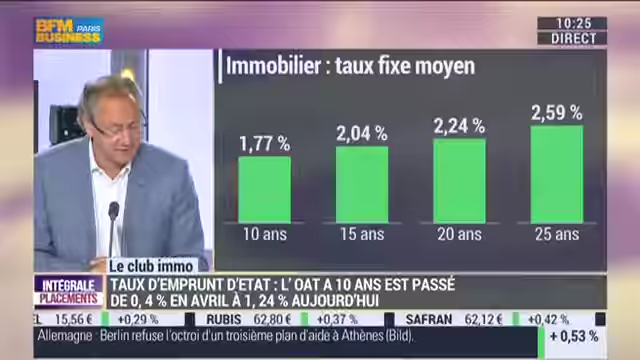 BFM PARIS
BUSINESS
10:25
DIRECT
Immobilier : taux fixe moyen
1,77 %
2,04 %
2,24 %
2,59 %
10 ans
15 ans
20 ans
25 ans
Le club immo
INTÉGRALE
PLACEMENTS
TAUX D'EMPRUNT D'ETAT : L' OAT A 10 ANS EST PASSÉ
DE 0, 4 % EN AVRIL À 1, 24 % AUJOURD'HUI
EL 15,56 € +0,29 % RUBIS 62,80 € +0,37 % SAFRAN 62,12 € +0,42 %
Allemagne : Berlin refuse l'octroi d'un troisième plan d'aide à Athènes (Bild).
+ 0,53 %